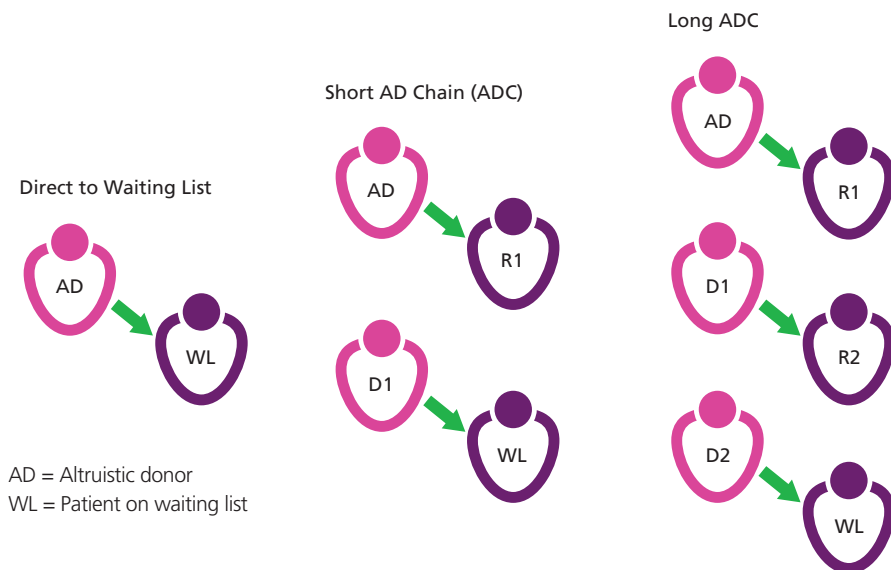 Direct to Waiting List
AD
WL
AD = Altruistic donor
WL = Patient on waiting list
Short AD Chain (ADC)
AD
R1
D1
WL
Long ADC
AD
R1
D1
R2
D2
WL